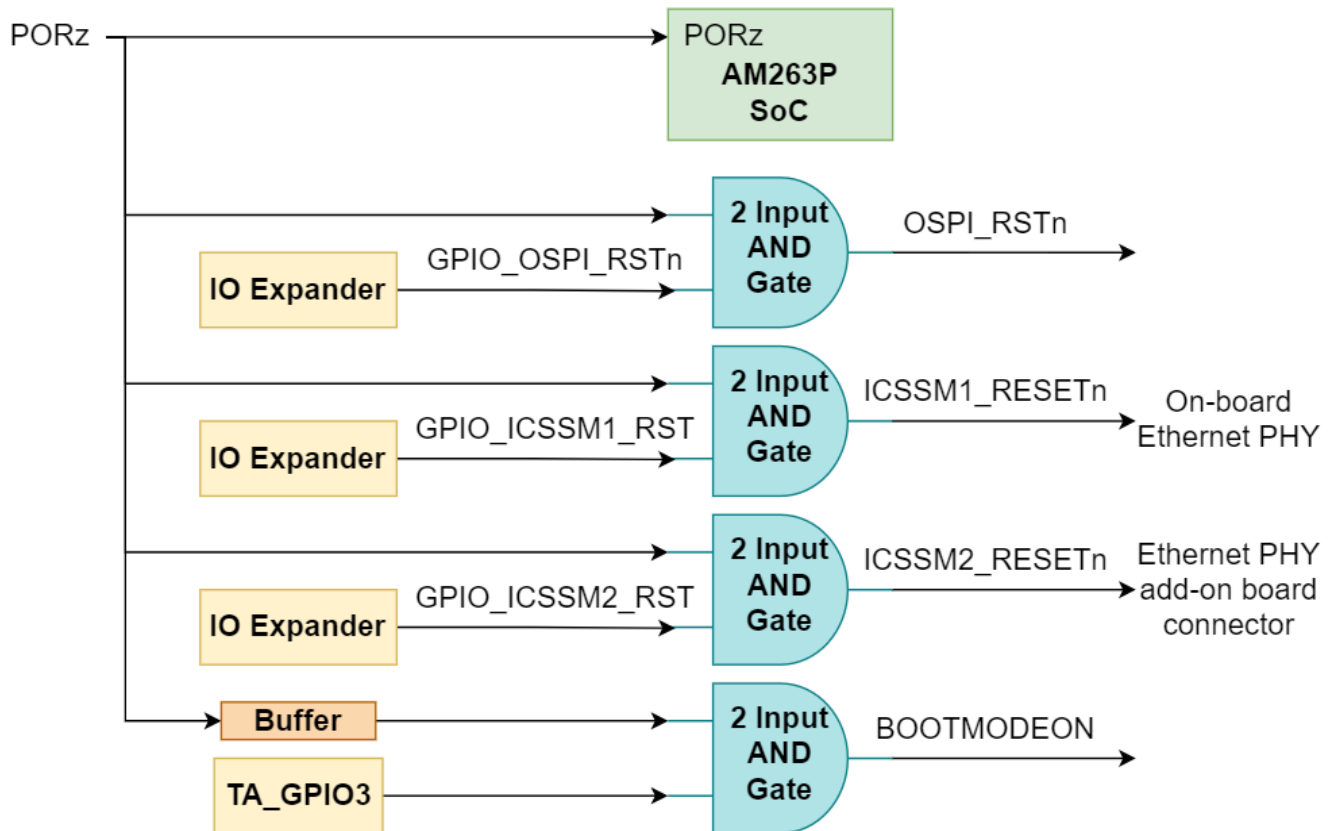 PORz
PORz
AM263P
SoC
2 Input
AND
Gate
OSPI_RSTn
GPIO_OSPI_RSTn
IO Expander
2 Input
AND
Gate
ICSSM1_RESETn
On-board
Ethernet PHY
GPIO_ICSSM1_RST
IO Expander
2 Input
AND
Gate
ICSSM2_RESETn
Ethernet PHY
add-on board
connector
GPIO_ICSSM2_RST
IO Expander
Buffer
2 Input
AND
Gate
BOOTMODEON
TA_GPIO3